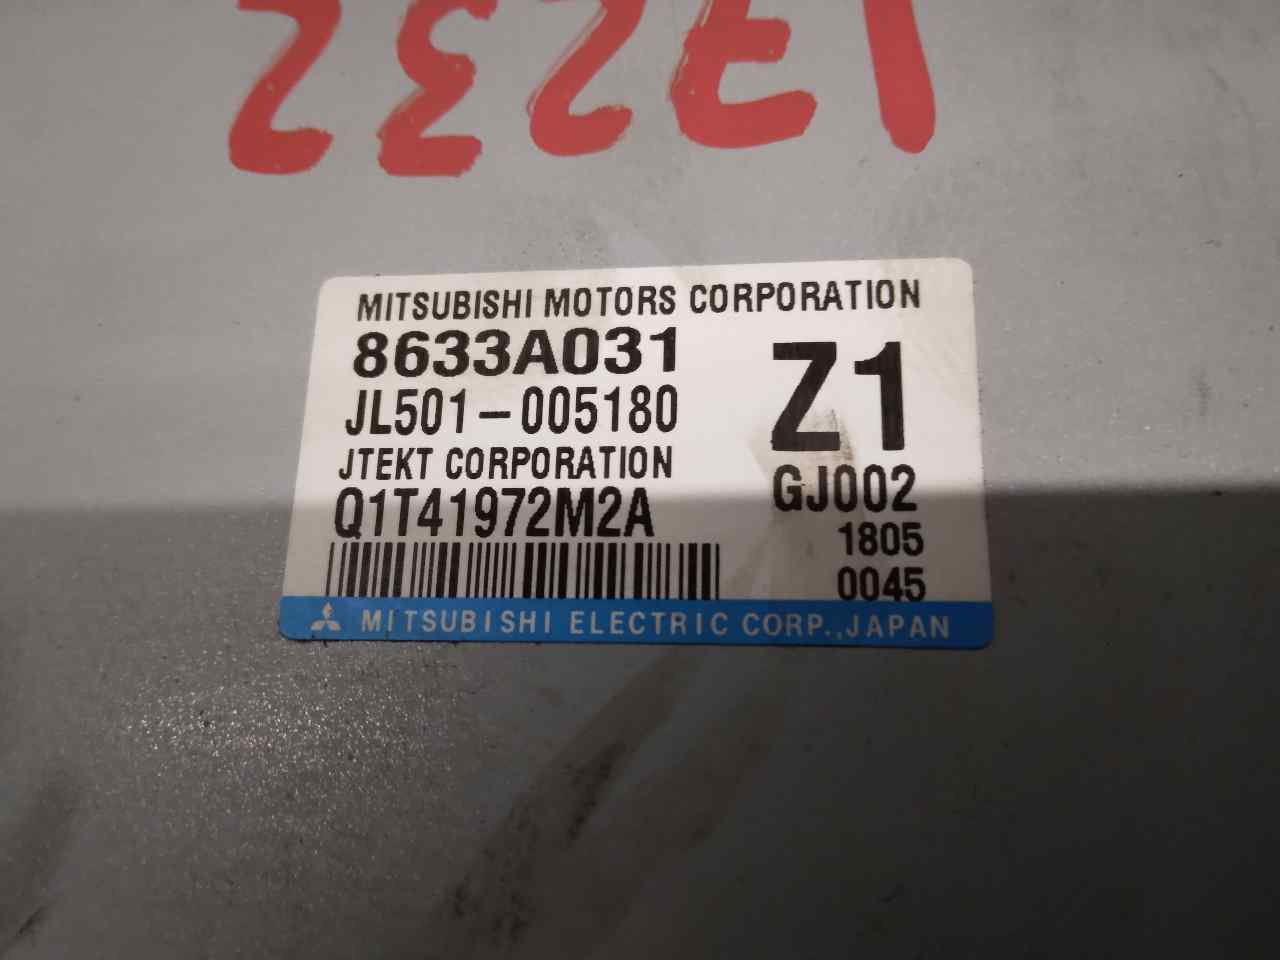 MITSUBISHI MOTORS CORPORATION
8633A031
Z1
JL501-005180
JTEKT CORPORATION
GJ002
Q1T41972M2A
1805
0045
MITSUBISHI ELECTRIC CORP.,JAPAN